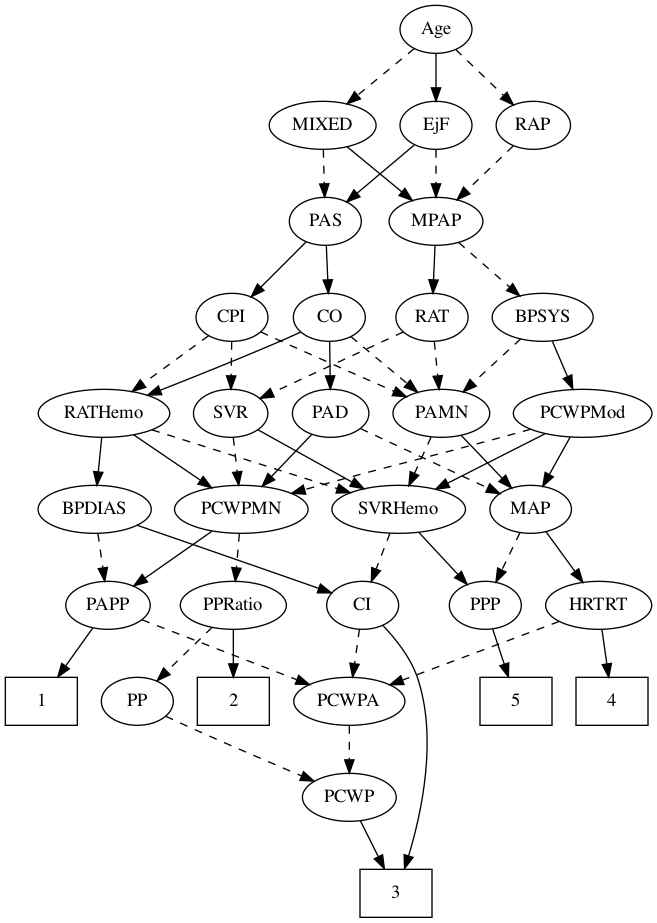 Age
MIXED
EjF
RAP
PAS
MPAP
CPI
CO
RAT
BPSYS
RATHemo
SVR
PAD
PAMN
PCWPMod
BPDIAS
PCWPMN
SVRHemo
MAP
PAPP
PPRatio
CI
PPP
HRTRT
1
PP
2
PCWPA
5
4
PCWP
3